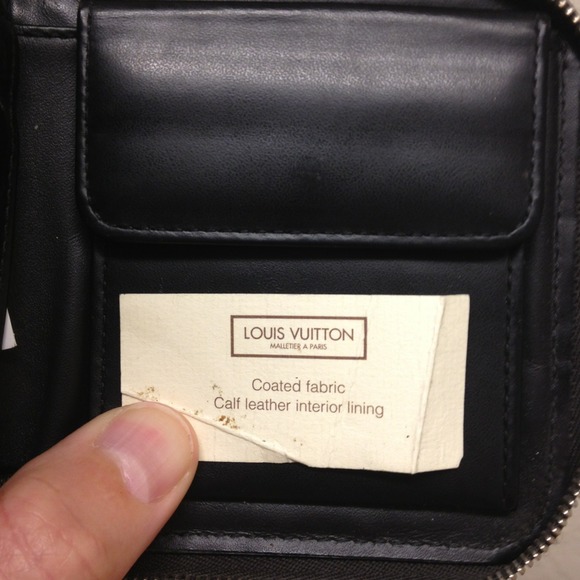 LOUIS VUITTON
MALLETIER A PARIS
Coated fabric
Calf leather interior lining